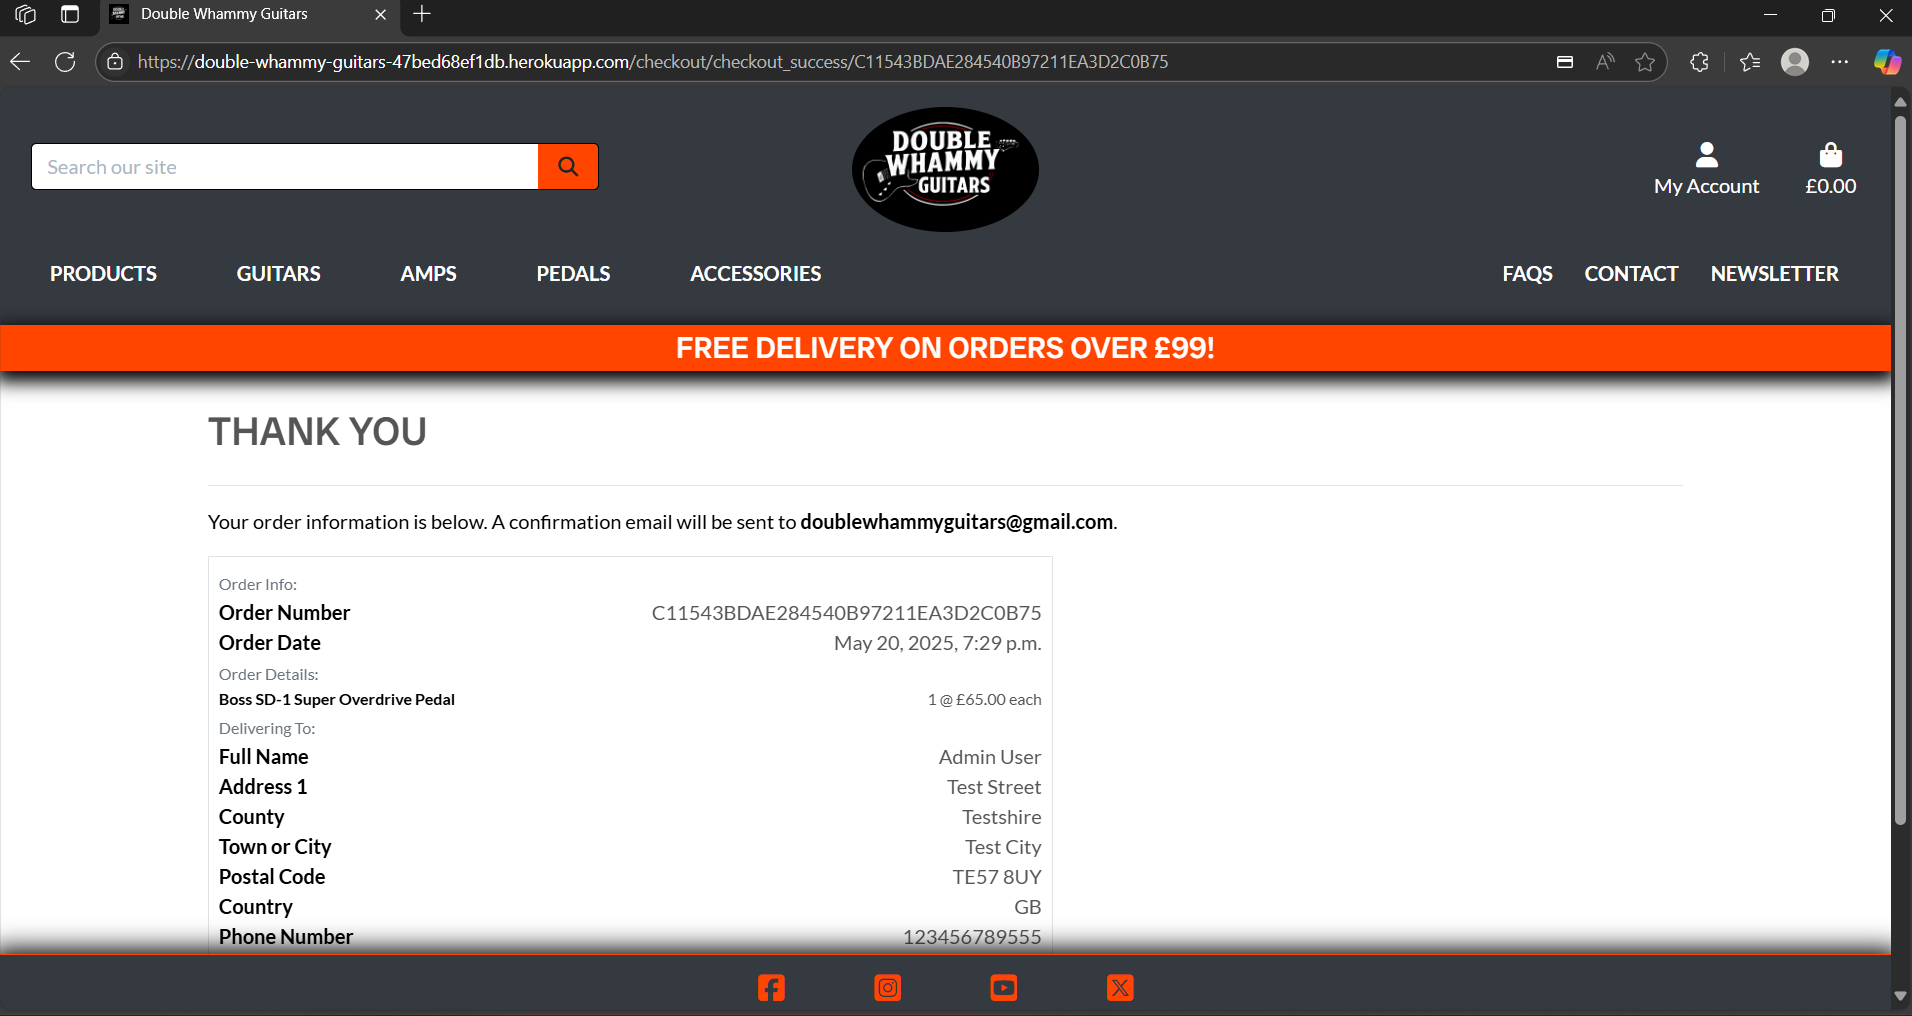 Double Whammy Guitars
https://double-whammy-guitars-47bed68ef1db.herokuapp.com/checkout/checkout_success/C11543BDAE284540B97211EA3D2C0B75
Search our site
DOUBLE
WHAMMY
GUITARS
My Account
£0.00
PRODUCTS GUITARS AMPS PEDALS ACCESSORIES FAQS CONTACT NEWSLETTER
FREE DELIVERY ON ORDERS OVER £99!
THANK YOU
Your order information is below. A confirmation email will be sent to doublewhammyguitars@gmail.com.
Order Info:
Order Number C11543BDAE284540B97211EA3D2C0B75
Order Date May 20, 2025, 7:29 p.m.
Order Details:
Boss SD-1 Super Overdrive Pedal 1 @ £65.00 each
Delivering To:
Full Name Admin User
Address 1 Test Street
County Testshire
Town or City Test City
Postal Code TE57 8UY
Country GB
Phone Number 123456789555